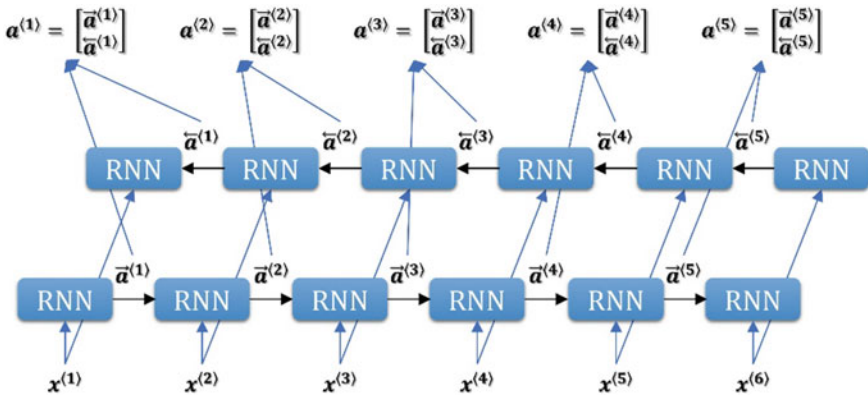 a⟨1⟩ = [a⃗⟨1⟩ a⃖⟨1⟩] a⟨2⟩ = [a⃗⟨2⟩ a⃖⟨2⟩] a⟨3⟩ = [a⃗⟨3⟩ a⃖⟨3⟩] a⟨4⟩ = [a⃗⟨4⟩ a⃖⟨4⟩] a⟨5⟩ = [a⃗⟨5⟩ a⃖⟨5⟩]
a⃖⟨1⟩ a⃖⟨2⟩ a⃖⟨3⟩ a⃖⟨4⟩ a⃖⟨5⟩
RNN RNN RNN RNN RNN RNN
a⃗⟨1⟩ a⃗⟨2⟩ a⃗⟨3⟩ a⃗⟨4⟩ a⃗⟨5⟩
RNN RNN RNN RNN RNN RNN
x⟨1⟩ x⟨2⟩ x⟨3⟩ x⟨4⟩ x⟨5⟩ x⟨6⟩